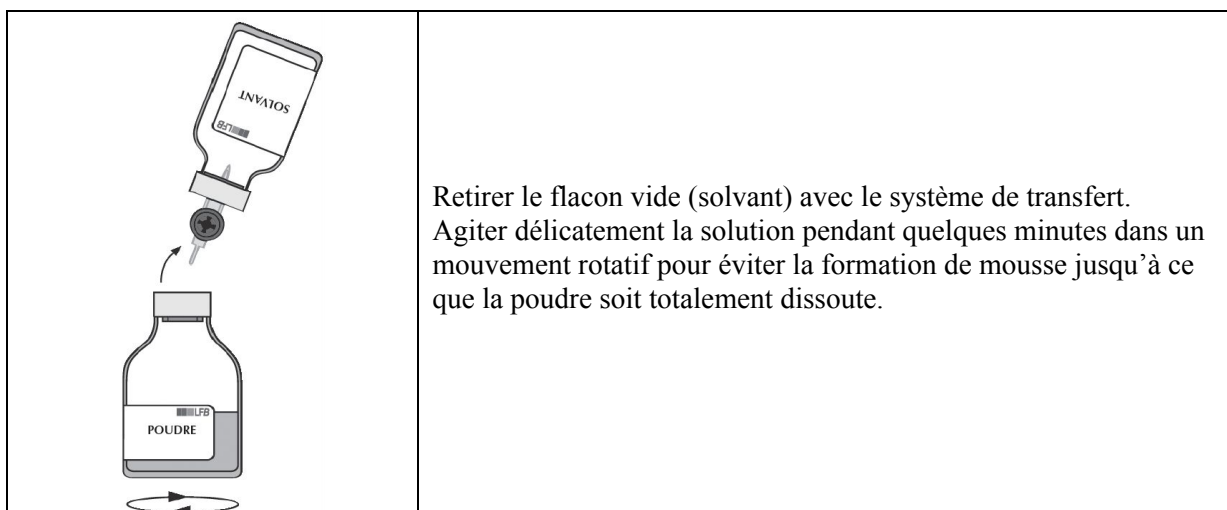 SOLVANT
LFB
Retirer le flacon vide (solvant) avec le système de transfert.
Agiter délicatement la solution pendant quelques minutes dans un
mouvement rotatif pour éviter la formation de mousse jusqu’à ce
que la poudre soit totalement dissoute.
LFB
POUDRE